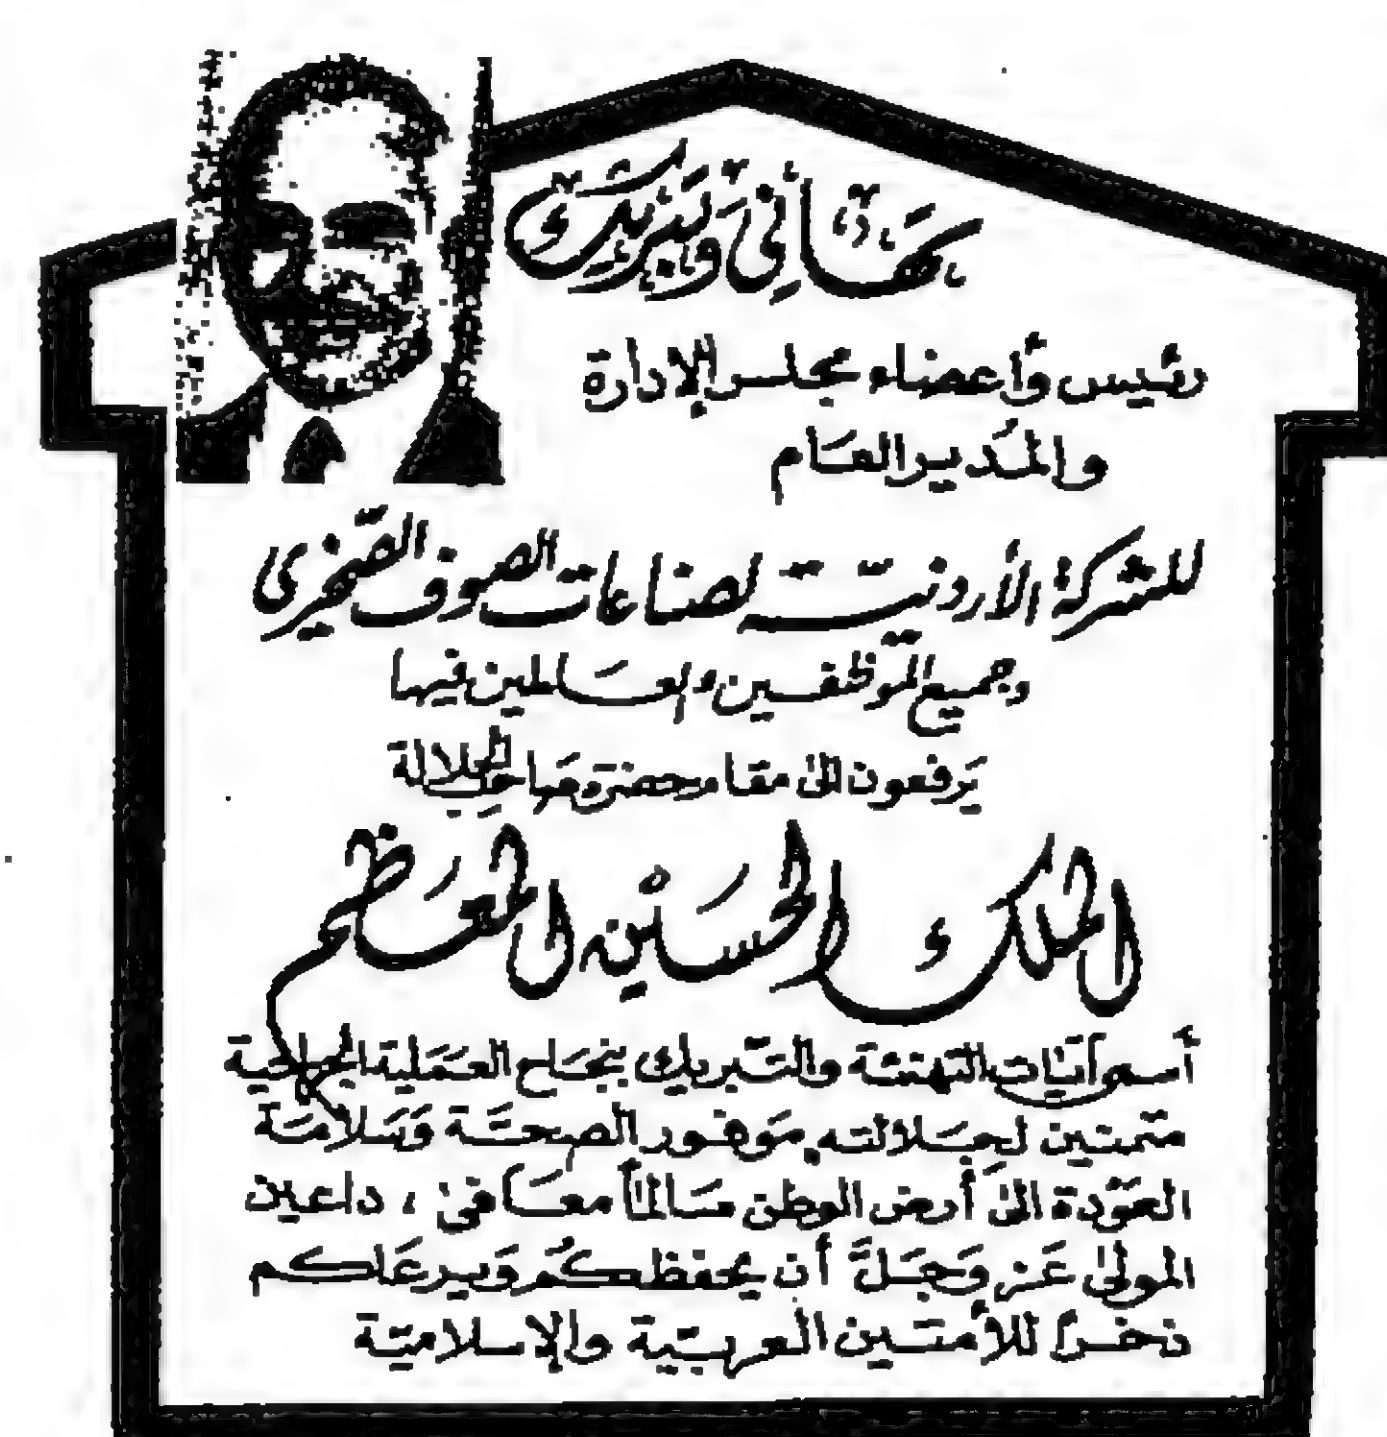 تهاني وتبريك
رئيس وأعضاء مجلس الإدارة
والمدير العام
للشركة الأردنية لصناعات الصوف الصخري
وجميع الموظفين والعاملين فيها
يرفعون الى مقام حضرة صاحب الجلالة
الملك الحسين المعظم
أسمى آيات التهنئة والتبريك بنجاح العملية الجراحية
متمنين لجلالته موفور الصحة وسلامة
العودة الى أرض الوطن سالماً معافى ، داعين
المولى عز وجلَّ أن يحفظكم ويرعاكم
ذخراً للأمتين العربية والإسلامية